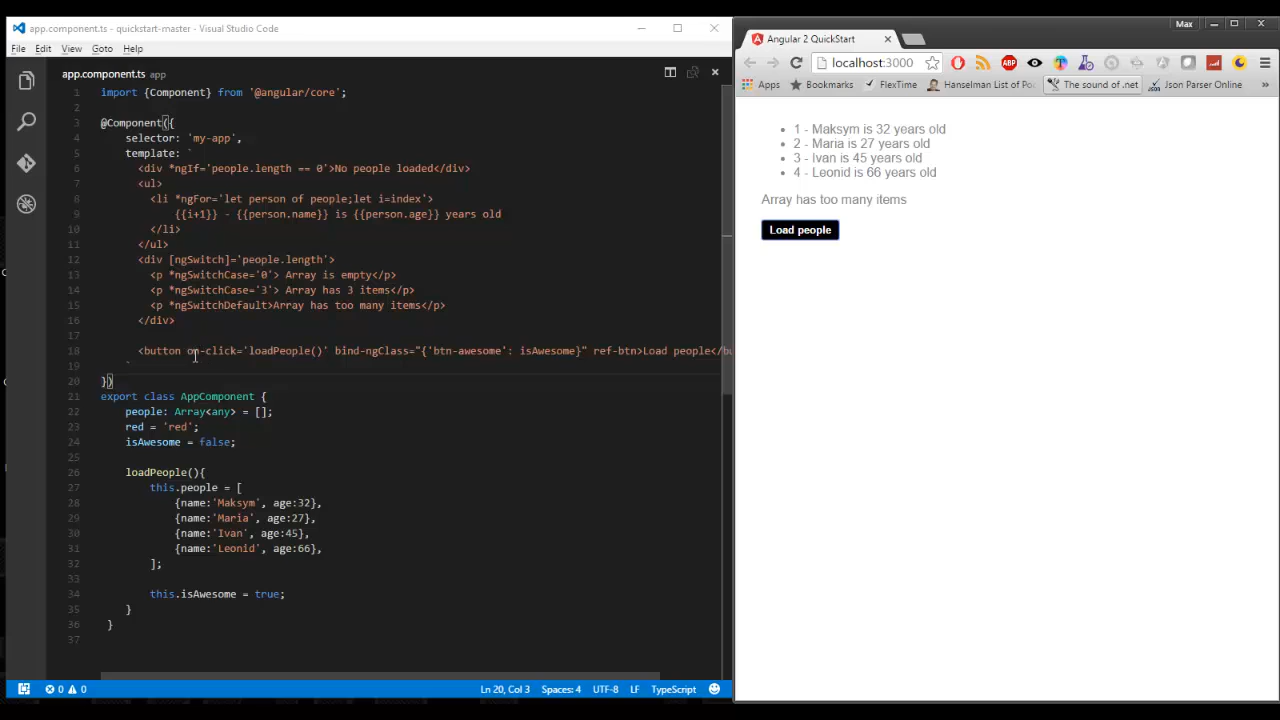 app.component.ts - quickstart-master - Visual Studio Code
File Edit View Goto Help
app.component.ts app
1 import {Component} from '@angular/core';
2
3 @Component({
4 selector: 'my-app',
5 template: `
6 <div *ngIf='people.length == 0'>No people loaded</div>
7 <ul>
8 <li *ngFor='let person of people;let i=index'>
9 {{i+1}} - {{person.name}} is {{person.age}} years old
10 </li>
11 </ul>
12 <div [ngSwitch]='people.length'>
13 <p *ngSwitchCase='0'> Array is empty</p>
14 <p *ngSwitchCase='3'> Array has 3 items</p>
15 <p *ngSwitchDefault>Array has too many items</p>
16 </div>
17
18 <button on-click='loadPeople()' bind-ngClass="{'btn-awesome': isAwesome}" ref-btn>Load people</bu
19 `
20 })
21 export class AppComponent {
22 people: Array<any> = [];
23 red = 'red';
24 isAwesome = false;
25
26 loadPeople(){
27 this.people = [
28 {name:'Maksym', age:32},
29 {name:'Maria', age:27},
30 {name:'Ivan', age:45},
31 {name:'Leonid', age:66},
32 ];
33
34 this.isAwesome = true;
35 }
36 }
37
0 0 Ln 20, Col 3 Spaces: 4 UTF-8 LF TypeScript
Max
Angular 2 QuickStart
localhost:3000
Apps Bookmarks FlexTime Hanselman List of Po The sound of .net Json Parser Online »
1 - Maksym is 32 years old
2 - Maria is 27 years old
3 - Ivan is 45 years old
4 - Leonid is 66 years old
Array has too many items
Load people